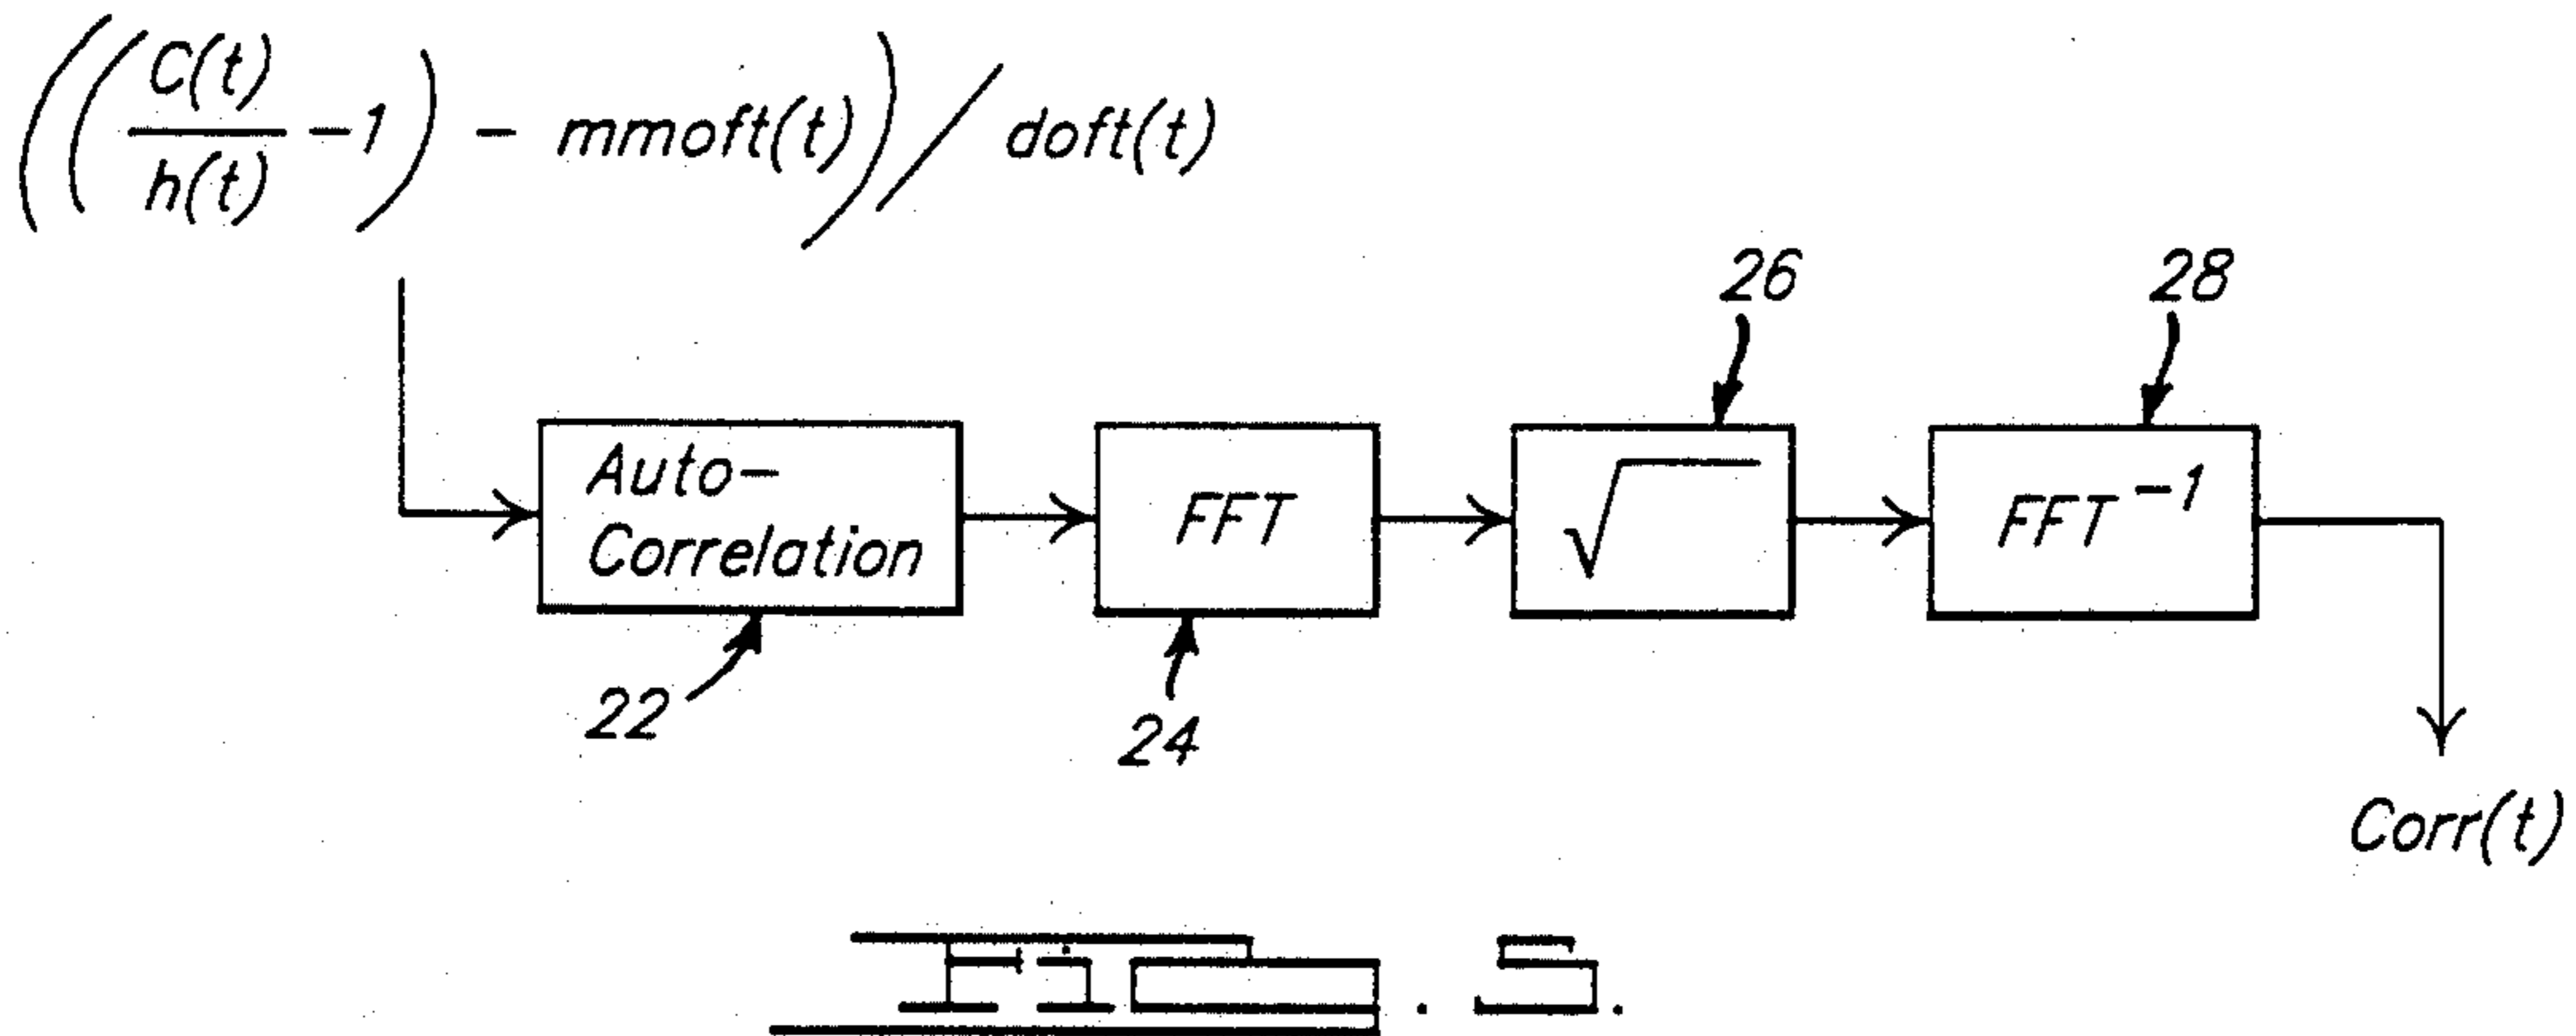 ((C(t)/h(t) -1) - mmoft(t))/doft(t)
26
28
Auto-
Correlation
FFT
√
FFT⁻¹
22
24
Corr(t)
Fig. 5.